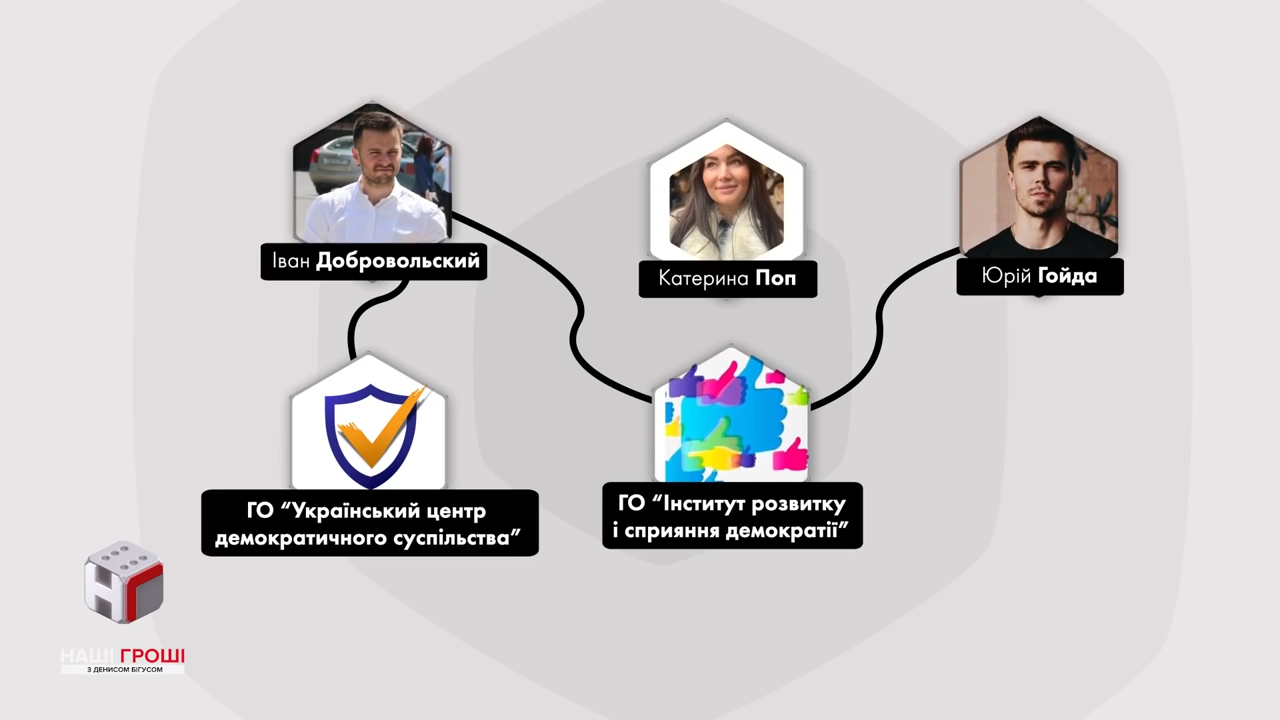 Іван Добровольский
Катерина Поп
Юрій Гойда
ГО “Український центр
демократичного суспільства”
ГО “Інститут розвитку
і сприяння демократії”
НАШІ ГРОШІ
З ДЕНИСОМ БІГУСОМ